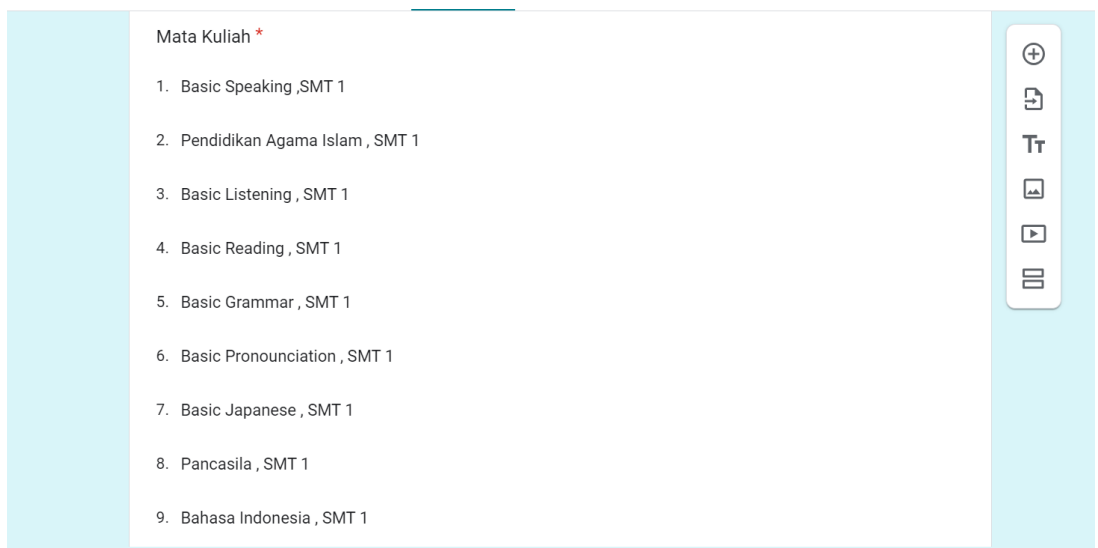 Mata Kuliah *
1. Basic Speaking ,SMT 1
2. Pendidikan Agama Islam , SMT 1
3. Basic Listening , SMT 1
4. Basic Reading , SMT 1
5. Basic Grammar , SMT 1
6. Basic Pronounciation , SMT 1
7. Basic Japanese , SMT 1
8. Pancasila , SMT 1
9. Bahasa Indonesia , SMT 1